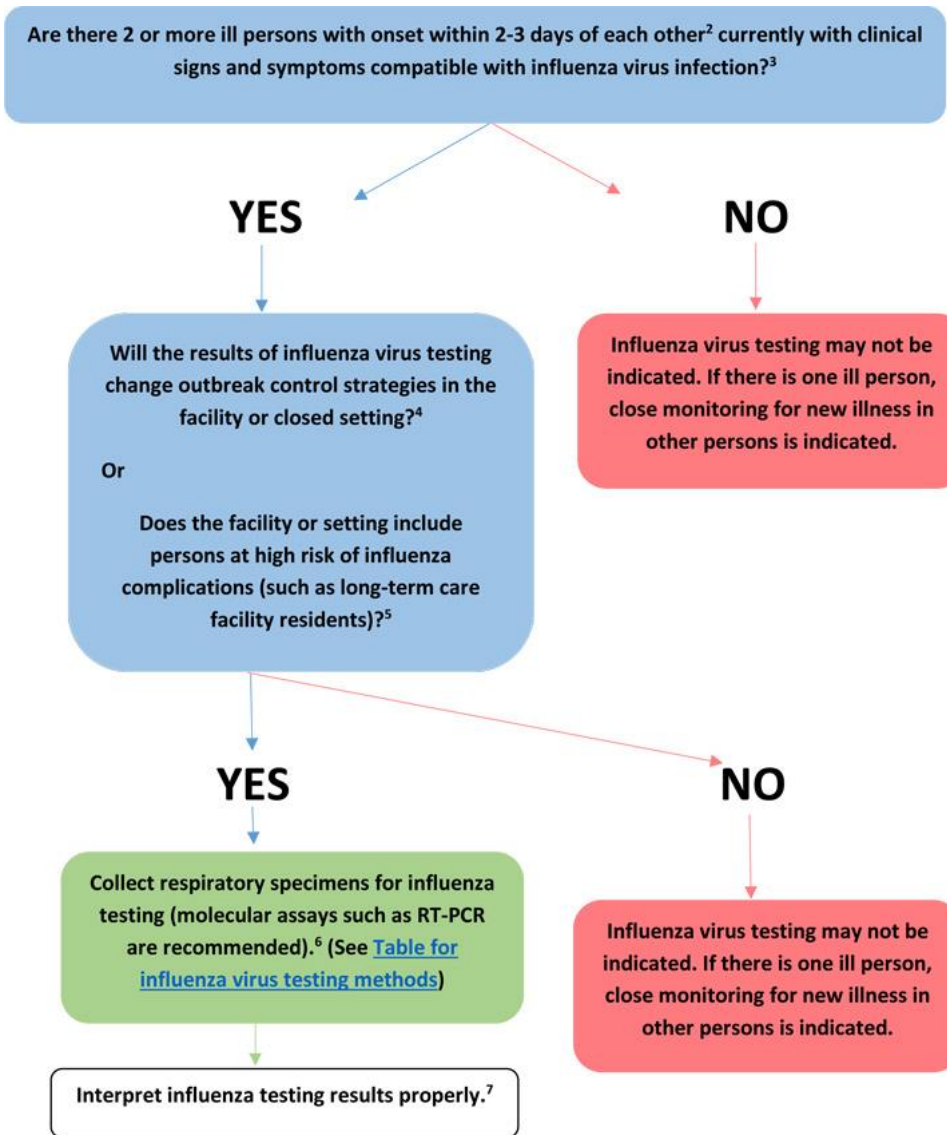 Are there 2 or more ill persons with onset within 2-3 days of each other² currently with clinical
signs and symptoms compatible with influenza virus infection?³
YES
NO
Will the results of influenza virus testing
change outbreak control strategies in the
facility or closed setting?⁴
Or
Does the facility or setting include
persons at high risk of influenza
complications (such as long-term care
facility residents)?⁵
Influenza virus testing may not be
indicated. If there is one ill person,
close monitoring for new illness in
other persons is indicated.
YES
NO
Collect respiratory specimens for influenza
testing (molecular assays such as RT-PCR
are recommended).⁶ (See Table for
influenza virus testing methods)
Influenza virus testing may not be
indicated. If there is one ill person,
close monitoring for new illness in
other persons is indicated.
Interpret influenza testing results properly.⁷